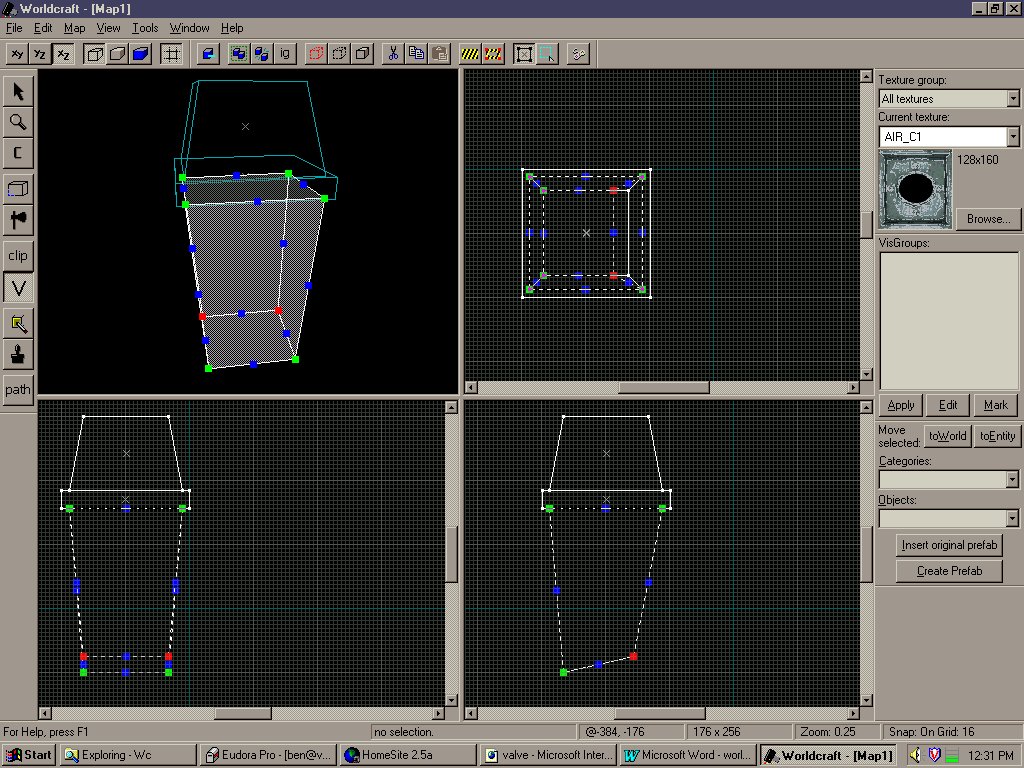 Worldcraft - [Map1]
File Edit Map View Tools Window Help
xy yz xz ig
Texture group:
All textures
Current texture:
AIR_C1
128x160
Browse...
VisGroups:
Apply Edit Mark
Move selected: toWorld toEntity
Categories:
Objects:
Insert original prefab
Create Prefab
C
clip
V
path
For Help, press F1 no selection. @-384, -176 176 x 256 Zoom: 0.25 Snap: On Grid: 16
Start Exploring - Wc Eudora Pro - [ben@v... HomeSite 2.5a valve - Microsoft Inter... Microsoft Word - worl... Worldcraft - [Map1] 12:31 PM